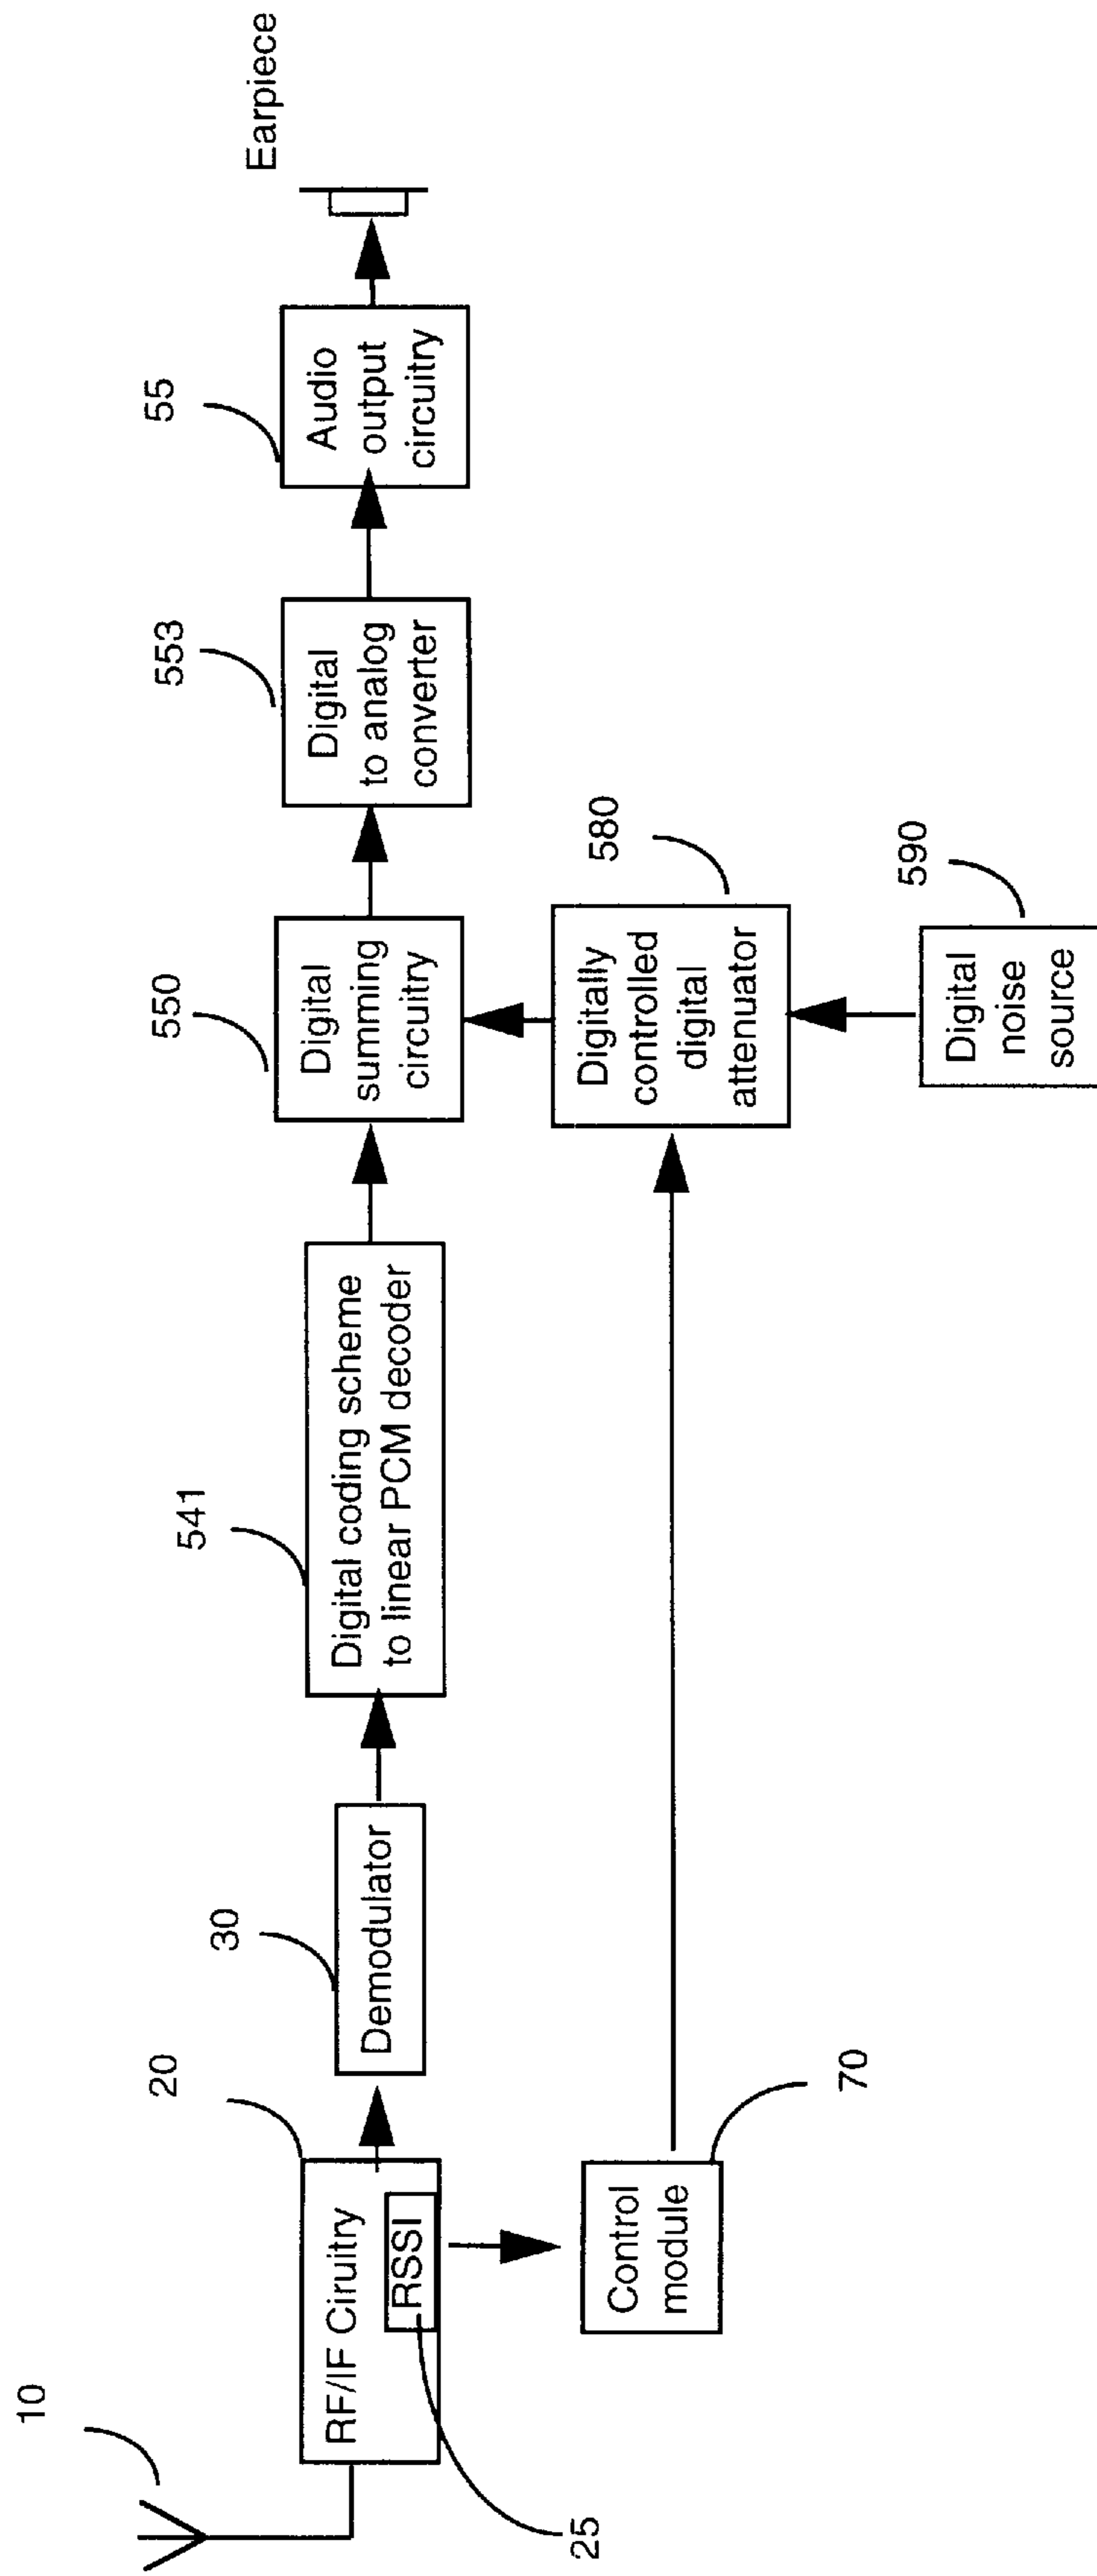 10
20
RF/IF Ciruitry
RSSI
25
30
Demodulator
541
Digital coding scheme
to linear PCM decoder
550
Digital
summing
circuitry
553
Digital
to analog
converter
55
Audio
output
circuitry
Earpiece
Control
module
70
580
Digitally
controlled
digital
attenuator
590
Digital
noise
source